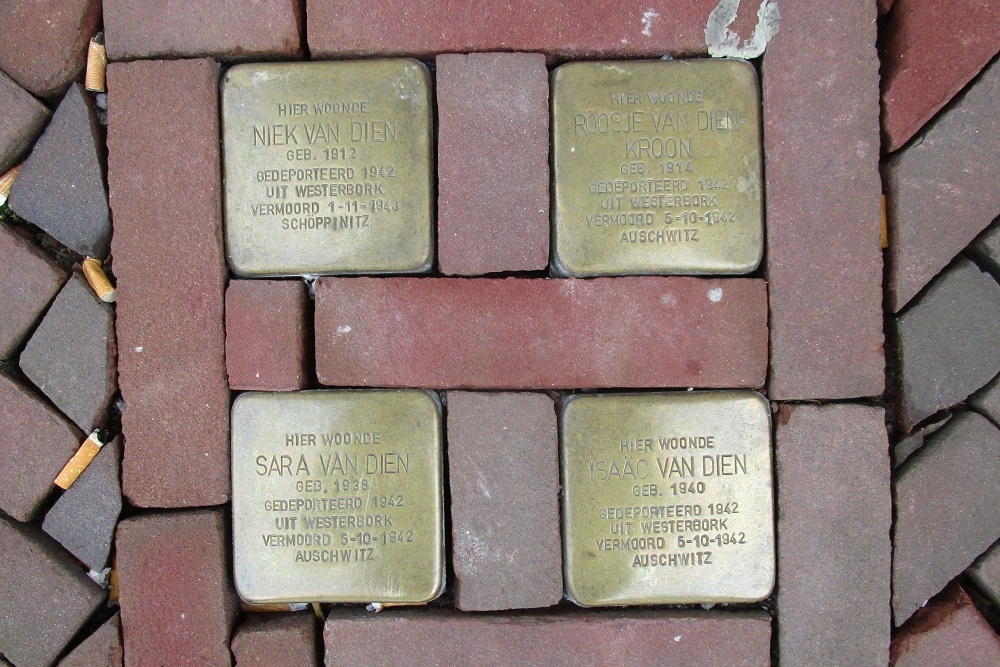 HIER WOONDE
NIEK VAN DIEN
GEB. 1912
GEDEPORTEERD 1942
UIT WESTERBORK
VERMOORD 1-11-1943
SCHÖPPINITZ
HIER WOONDE
ROOSJE VAN DIEN-
KROON
GEB. 1914
GEDEPORTEERD 1942
UIT WESTERBORK
VERMOORD 5-10-1942
AUSCHWITZ
HIER WOONDE
SARA VAN DIEN
GEB. 1938
GEDEPORTEERD 1942
UIT WESTERBORK
VERMOORD 5-10-1942
AUSCHWITZ
HIER WOONDE
ISAÄC VAN DIEN
GEB. 1940
GEDEPORTEERD 1942
UIT WESTERBORK
VERMOORD 5-10-1942
AUSCHWITZ